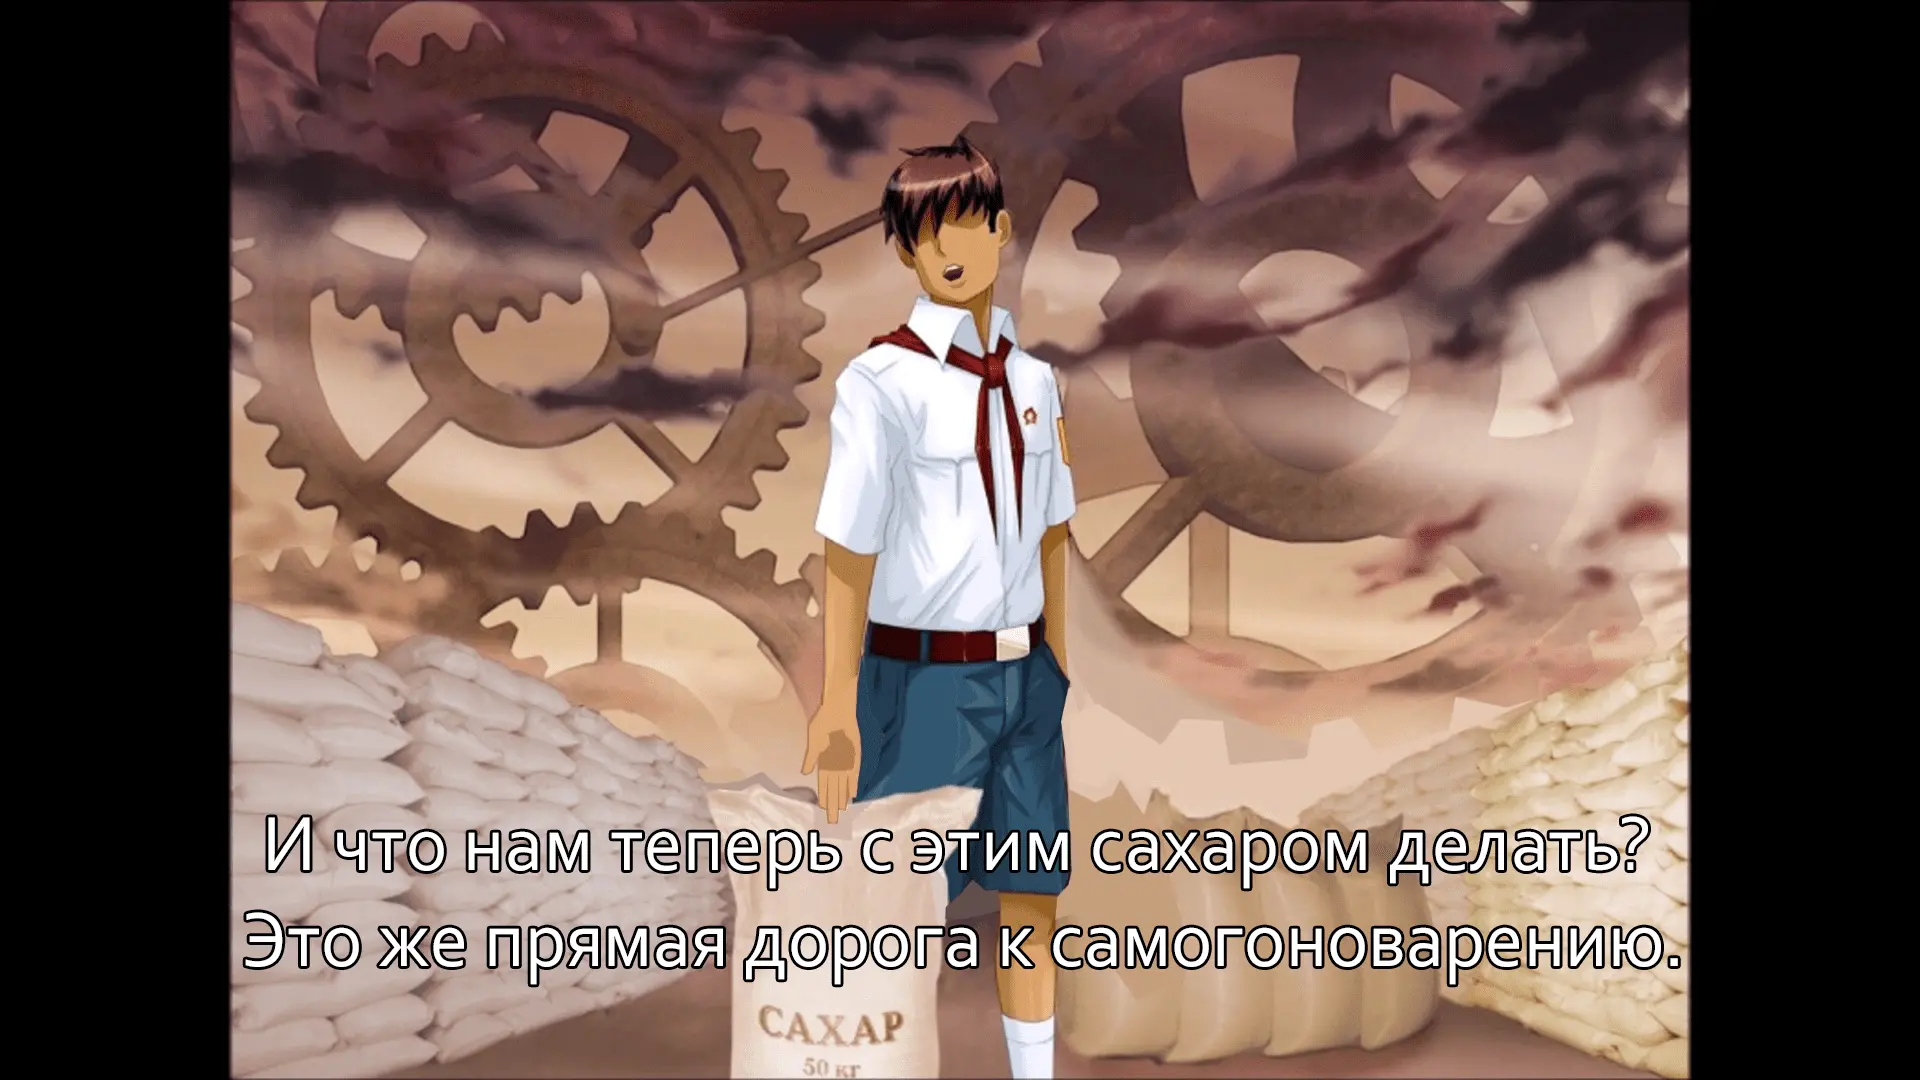 И что нам теперь с этим сахаром делать?
Это же прямая дорога к самогоноварению.
САХАР
50 кг